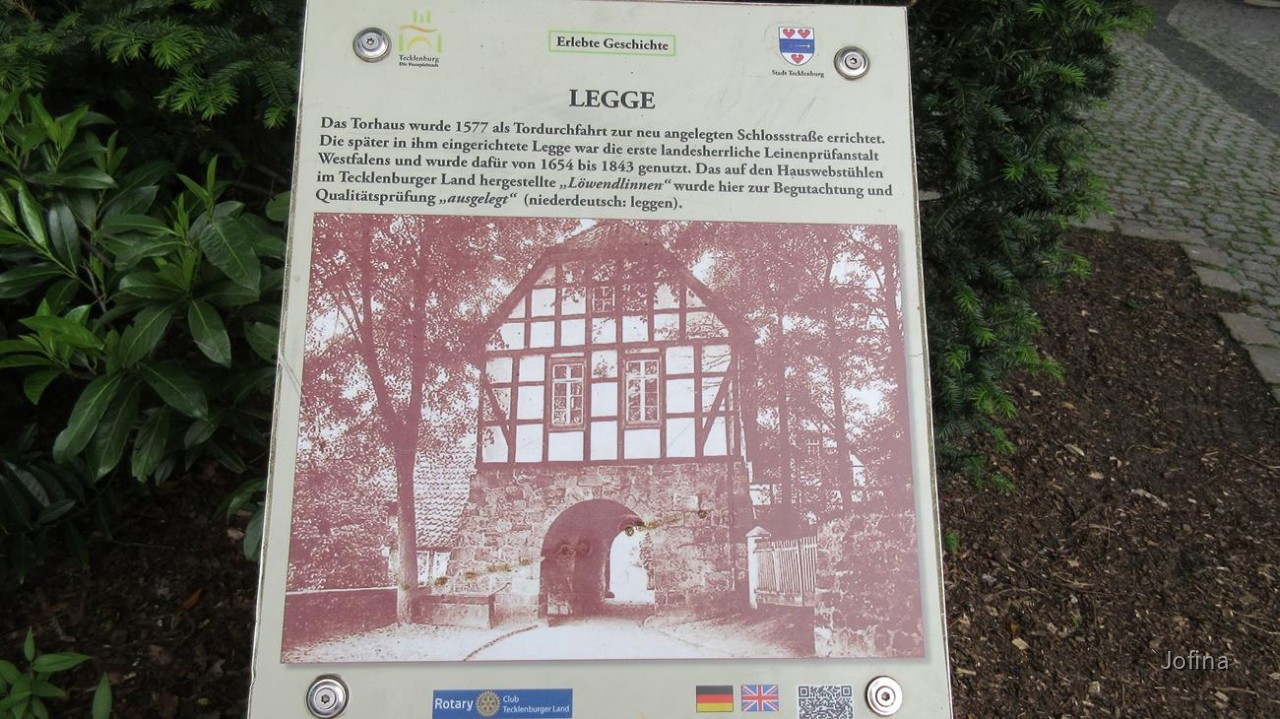 Tecklenburg
Erlebte Geschichte
Stadt Tecklenburg
LEGGE
Das Torhaus wurde 1577 als Tordurchfahrt zur neu angelegten Schlossstraße errichtet.
Die später in ihm eingerichtete Legge war die erste landesherrliche Leinenprüfanstalt
Westfalens und wurde dafür von 1654 bis 1843 genutzt. Das auf den Hauswebstühlen
im Tecklenburger Land hergestellte „Löwendlinnen“ wurde hier zur Begutachtung und
Qualitätsprüfung „ausgelegt“ (niederdeutsch: leggen).
Rotary
Club
Tecklenburger Land
Jofina